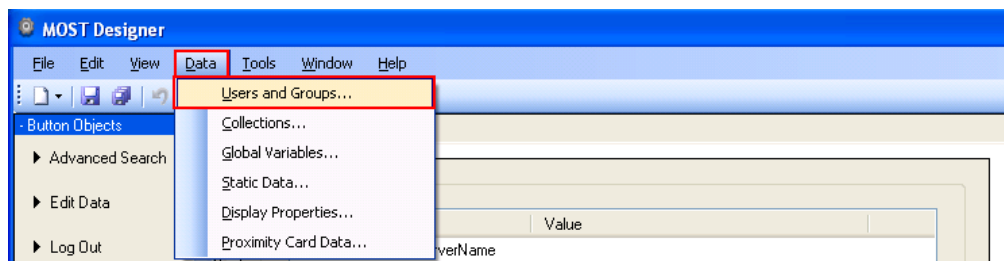 MOST Designer
File Edit View Data Tools Window Help
Users and Groups...
- Button Objects
Collections...
Advanced Search
Global Variables...
Static Data...
Edit Data
Display Properties...
Value
Log Out
Proximity Card Data...
rverName